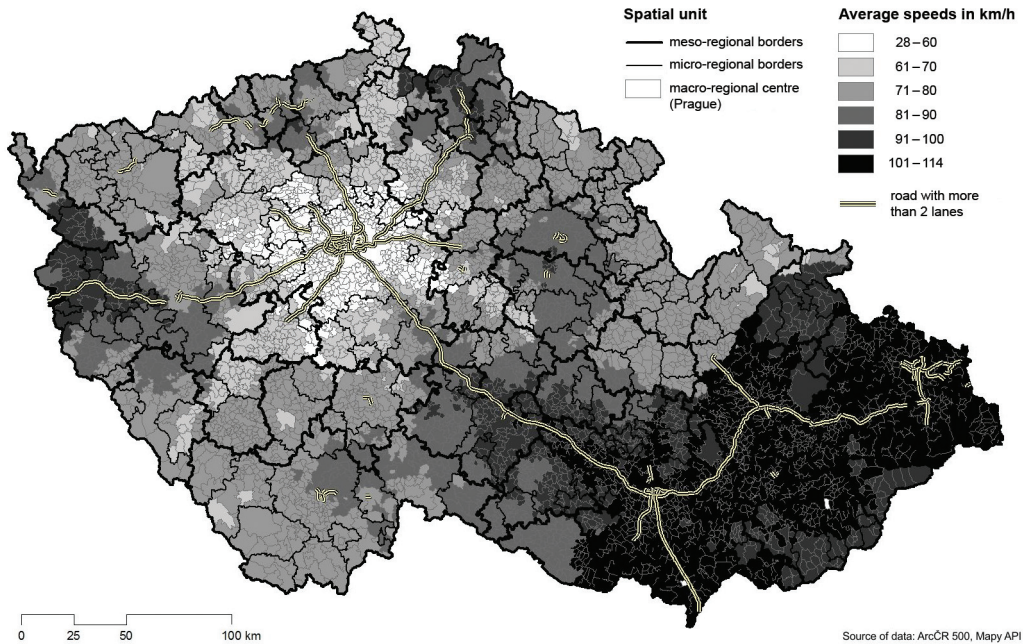 Spatial unit
meso-regional borders
micro-regional borders
macro-regional centre
(Prague)
Average speeds in km/h
28 – 60
61 – 70
71 – 80
81 – 90
91 – 100
101 – 114
road with more
than 2 lanes
0 25 50 100 km
Source of data: ArcČR 500, Mapy API